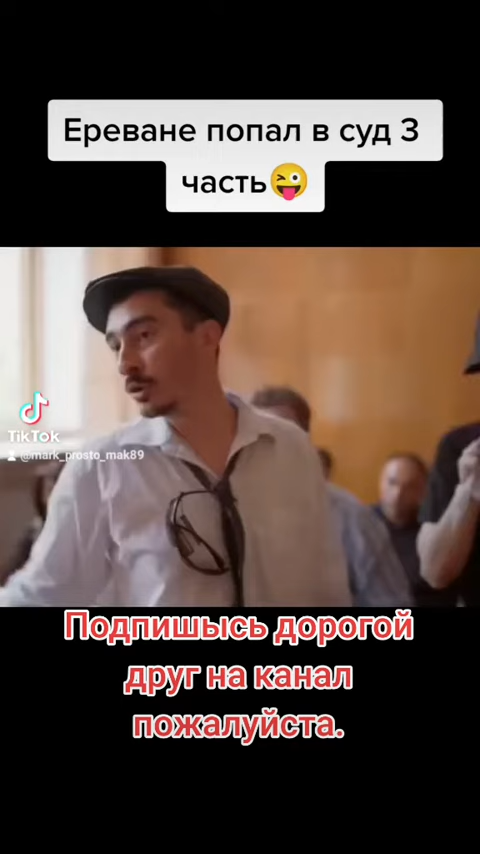 Ереване попал в суд 3
часть😜
TikTok
@mark_prosto_mak89
Подпишысь дорогой
друг на канал
пожалуйста.